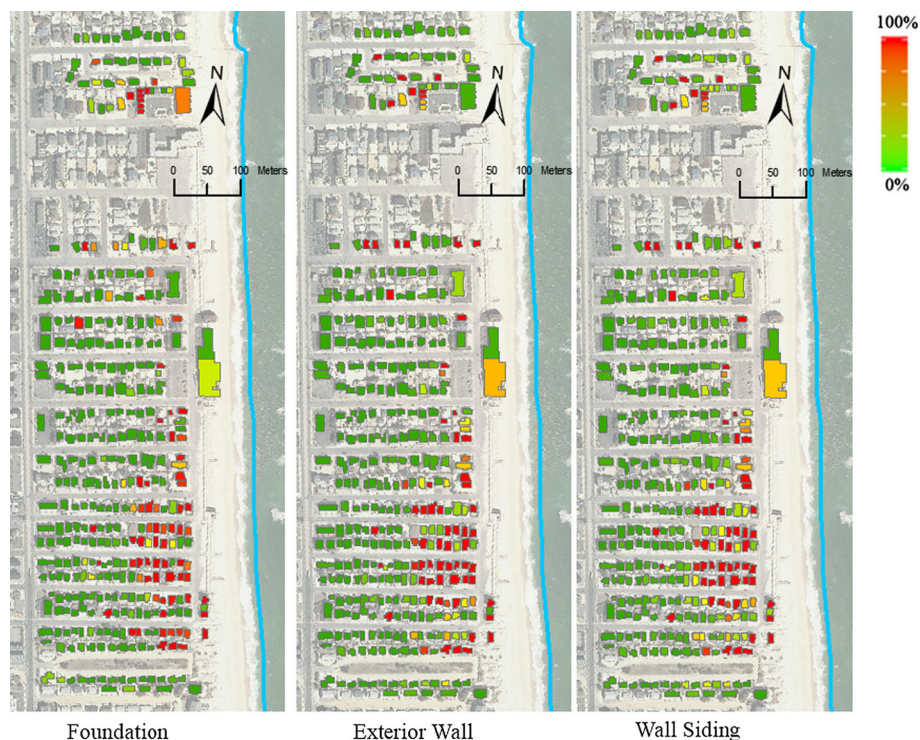 100%
0%
N
0 50 100 Meters
N
0 50 100 Meters
N
0 50 100 Meters
Foundation
Exterior Wall
Wall Siding